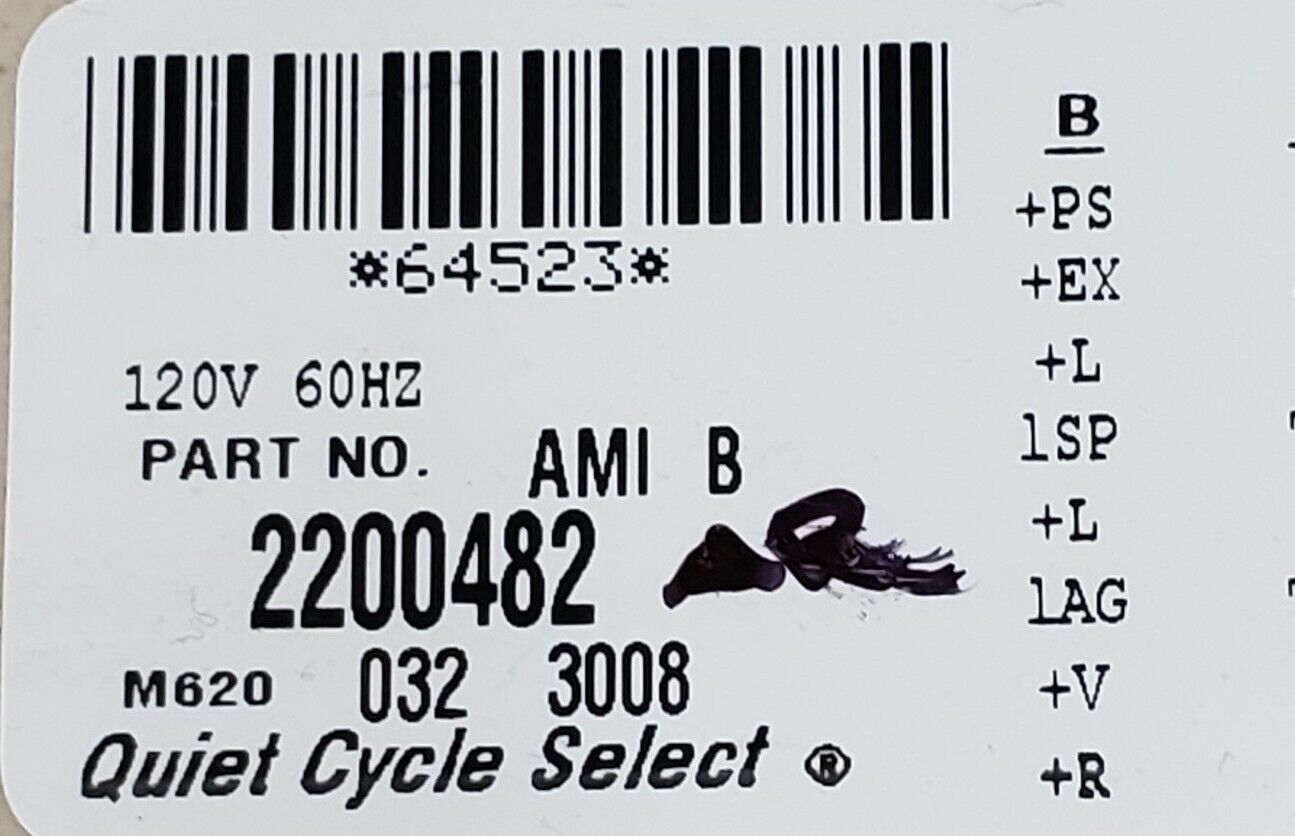 *64523*
120V 60HZ
PART NO. AMI B
2200482
M620 032 3008
Quiet Cycle Select ®
B
+PS
+EX
+L
1SP
+L
1AG
+V
+R